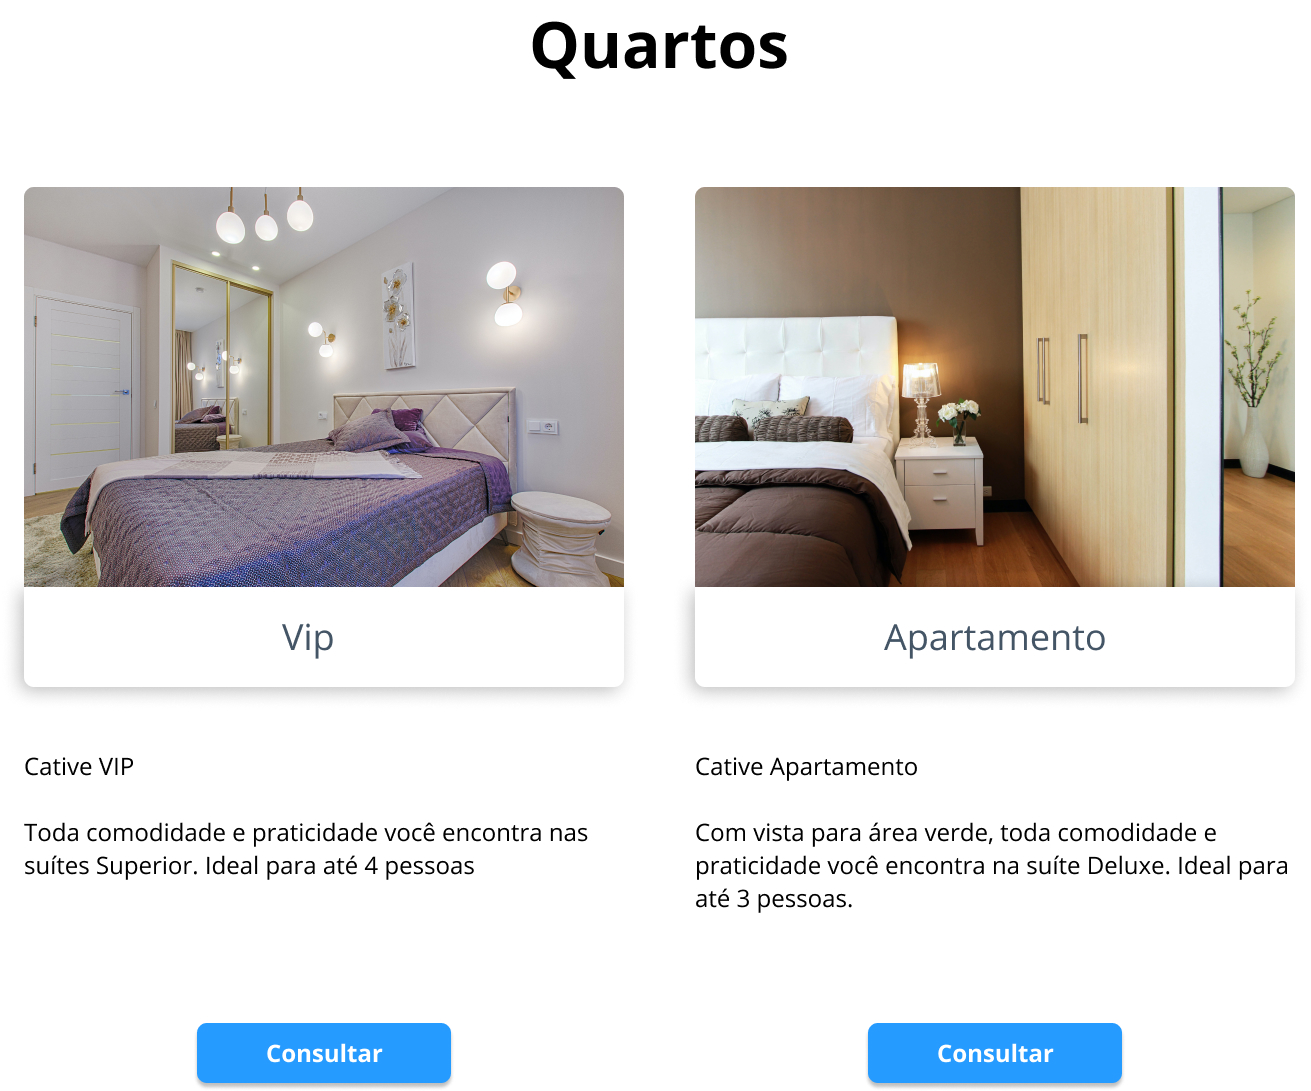 Quartos
Vip
Cative VIP
Toda comodidade e praticidade você encontra nas
suítes Superior. Ideal para até 4 pessoas
Consultar
Apartamento
Cative Apartamento
Com vista para área verde, toda comodidade e
praticidade você encontra na suíte Deluxe. Ideal para
até 3 pessoas.
Consultar